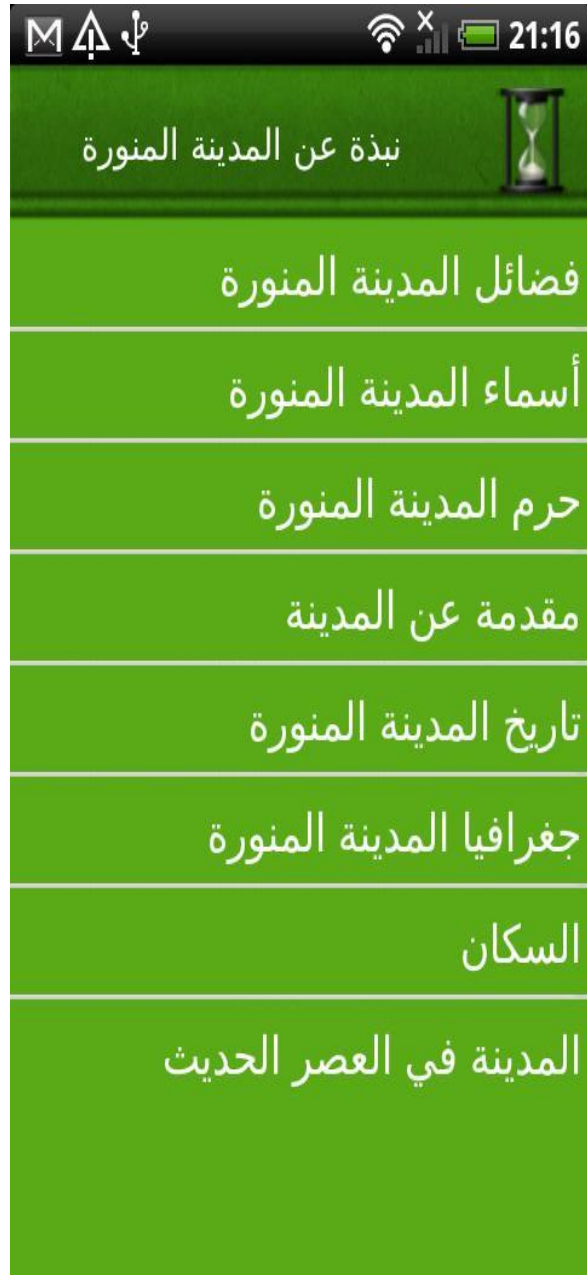 21:16
نبذة عن المدينة المنورة
فضائل المدينة المنورة
أسماء المدينة المنورة
حرم المدينة المنورة
مقدمة عن المدينة
تاريخ المدينة المنورة
جغرافيا المدينة المنورة
السكان
المدينة في العصر الحديث